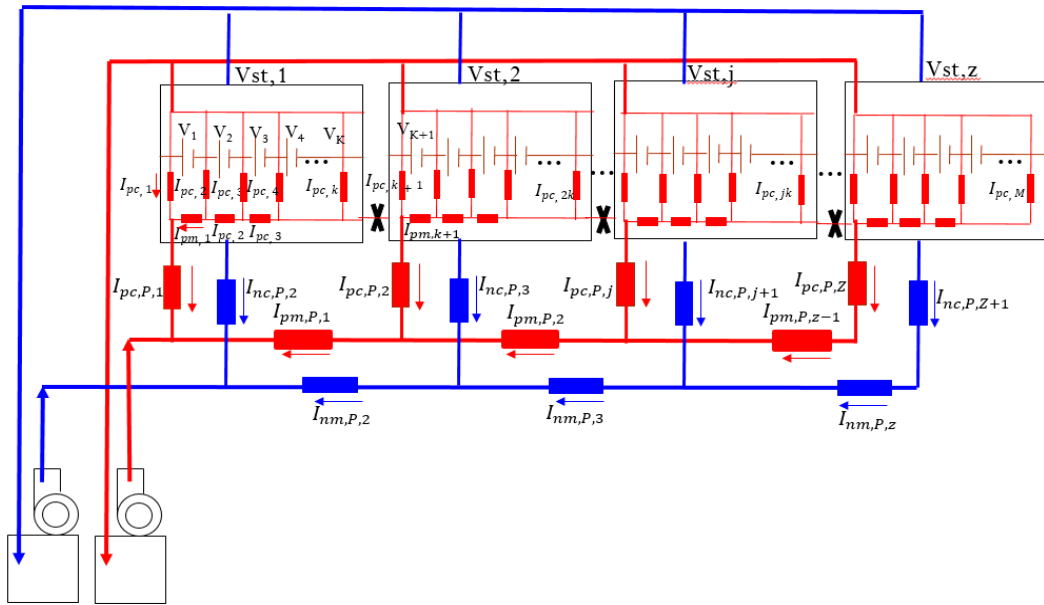 Vst,1 Vst,2 Vst,j Vst,z
V1 V2 V3 V4 VK VK+1
... ... ... ...
Ipc,1 Ipc,2 Ipc,3 Ipc,4 Ipc,k Ipc,k+1 Ipc,2k Ipc,jk Ipc,M
Ipm,1 Ipc,2 Ipc,3 Ipm,k+1
Ipc,P,1 Inc,P,2 Ipc,P,2 Inc,P,3 Ipc,P,j Inc,P,j+1 Ipc,P,Z Inc,P,Z+1
Ipm,P,1 Ipm,P,2 Ipm,P,z−1
Inm,P,2 Inm,P,3 Inm,P,z